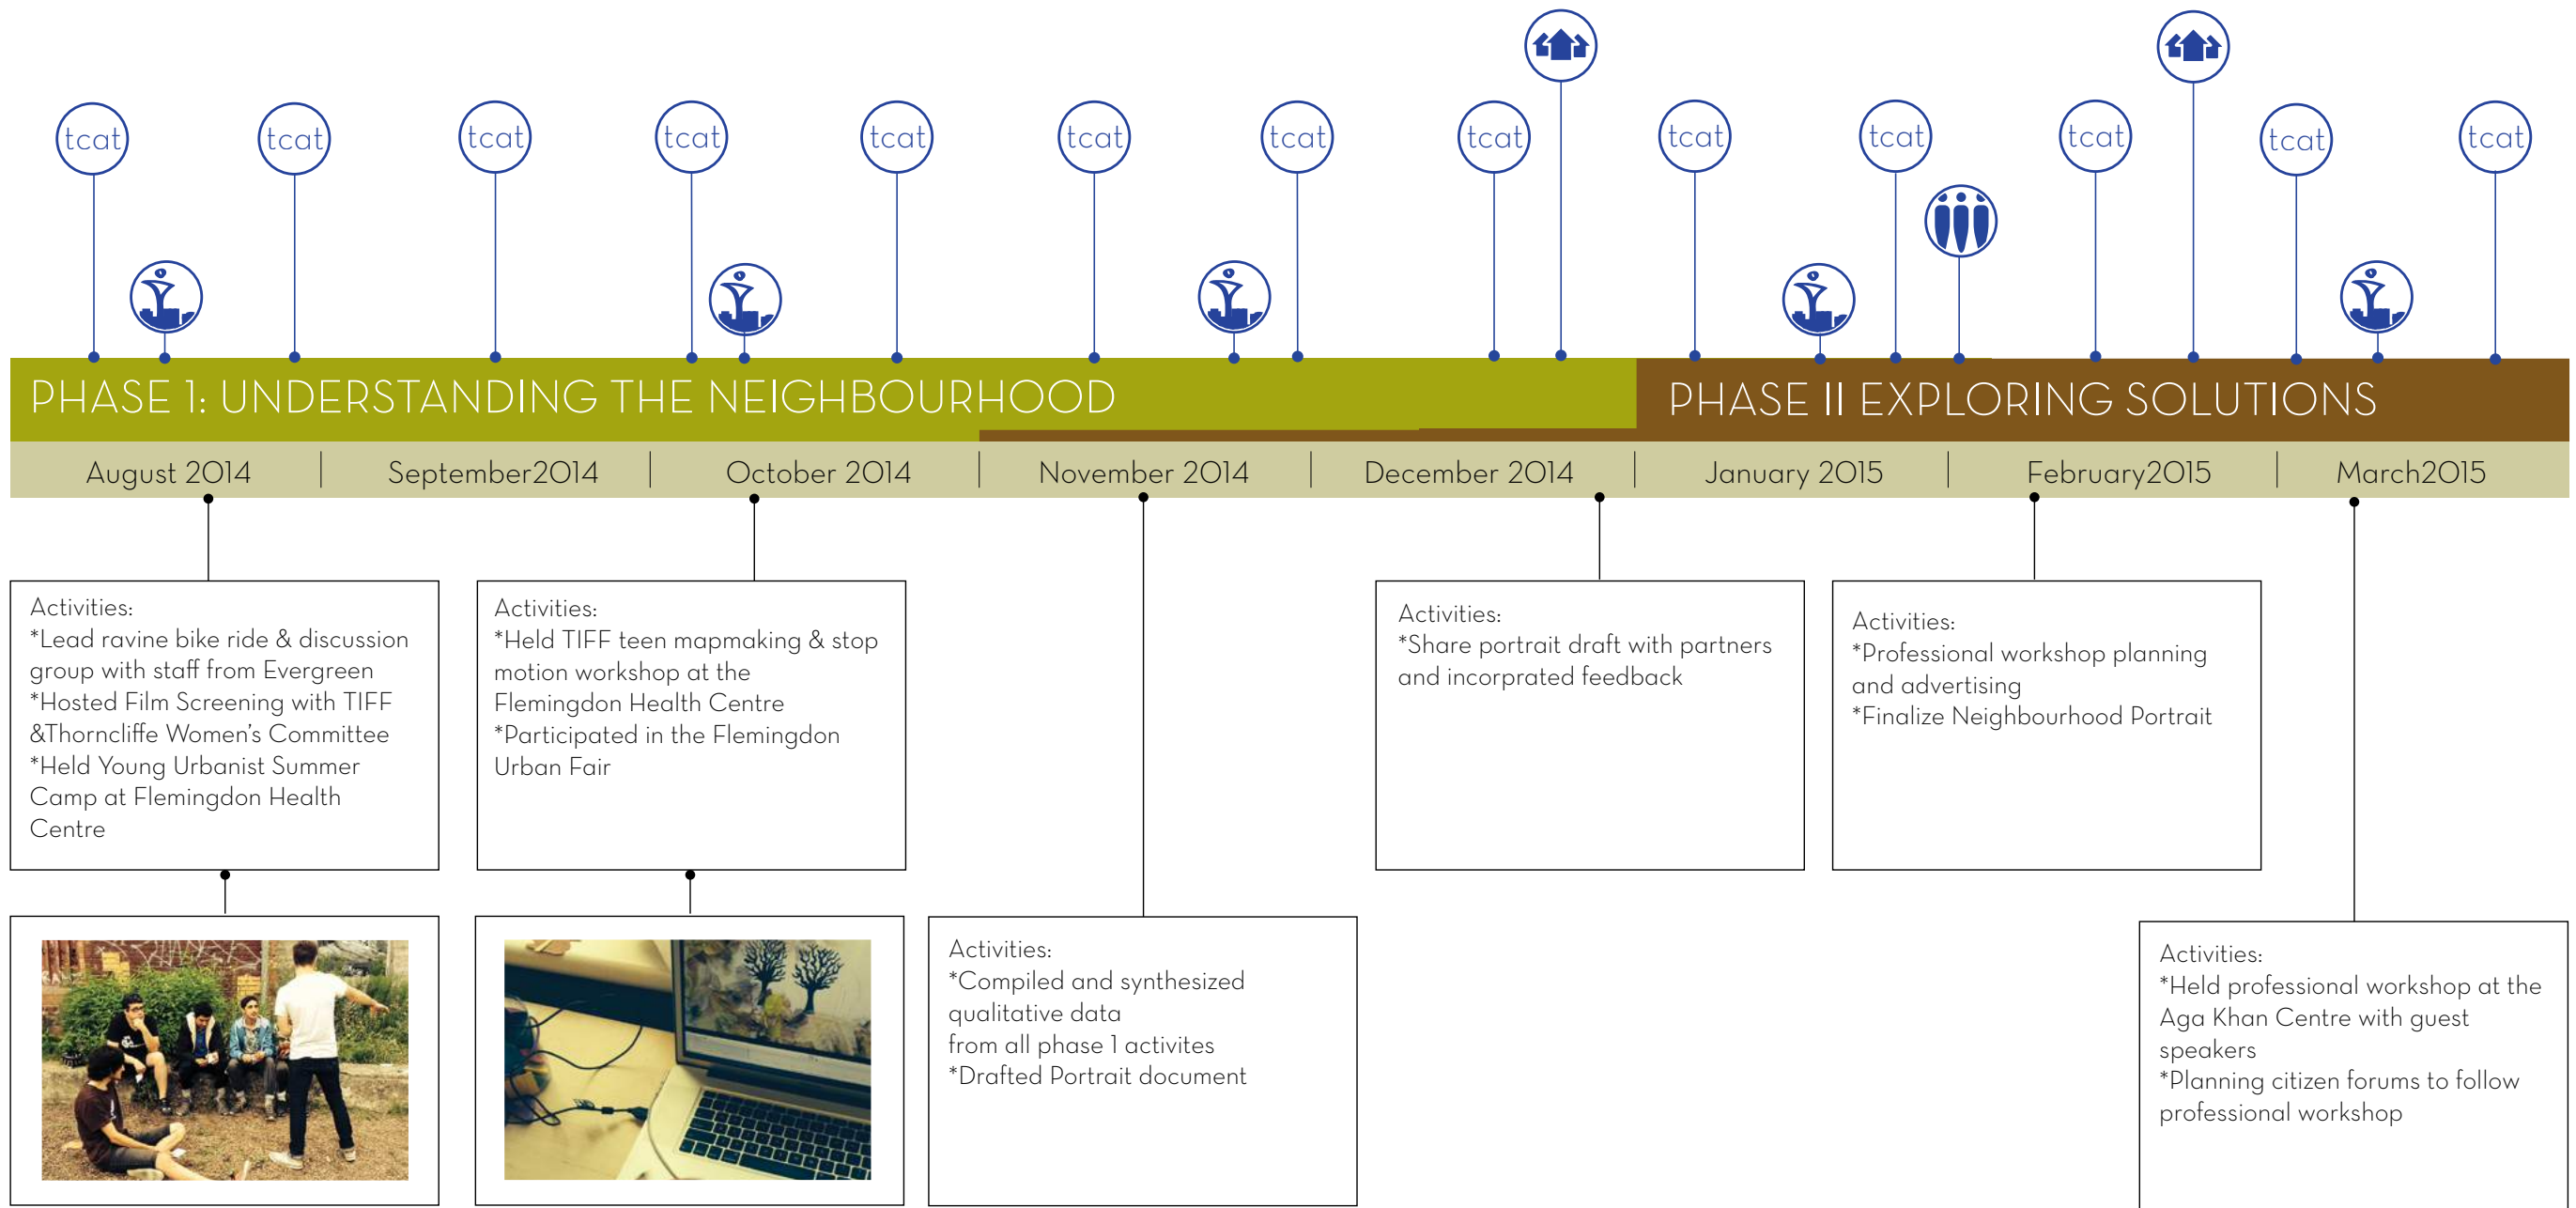 tcat
tcat
tcat
tcat
tcat
tcat
tcat
tcat
tcat
tcat
tcat
tcat
tcat
PHASE 1: UNDERSTANDING THE NEIGHBOURHOOD
PHASE II EXPLORING SOLUTIONS
August 2014
September2014
October 2014
November 2014
December 2014
January 2015
February2015
March2015
Activities:
*Lead ravine bike ride & discussion
group with staff from Evergreen
*Hosted Film Screening with TIFF
&Thorncliffe Women's Committee
*Held Young Urbanist Summer
Camp at Flemingdon Health
Centre
Activities:
*Held TIFF teen mapmaking & stop
motion workshop at the
Flemingdon Health Centre
*Participated in the Flemingdon
Urban Fair
Activities:
*Compiled and synthesized
qualitative data
from all phase 1 activites
*Drafted Portrait document
Activities:
*Share portrait draft with partners
and incorprated feedback
Activities:
*Professional workshop planning
and advertising
*Finalize Neighbourhood Portrait
Activities:
*Held professional workshop at the
Aga Khan Centre with guest
speakers
*Planning citizen forums to follow
professional workshop